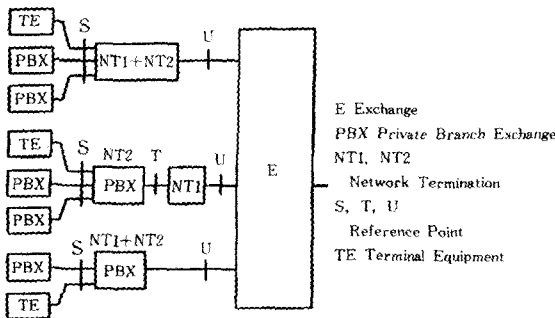 TE
S
U
PBX
NT1+NT2
PBX
E Exchange
PBX Private Branch Exchange
NT1, NT2
Network Termination
S, T, U
Reference Point
TE Terminal Equipment
TE
S
NT2
T
U
PBX
PBX
NT1
E
PBX
PBX
S
NT1+NT2
U
PBX
TE